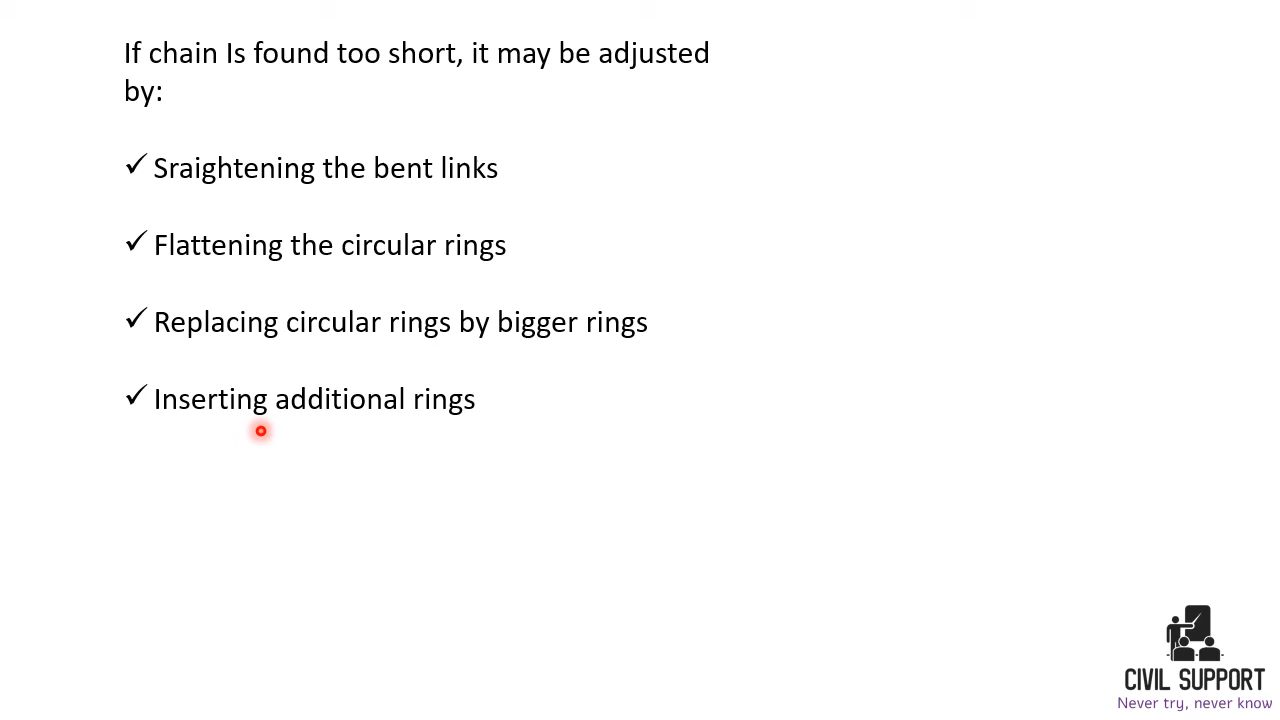 If chain Is found too short, it may be adjusted
by:
✓ Sraightening the bent links
✓ Flattening the circular rings
✓ Replacing circular rings by bigger rings
✓ Inserting additional rings
CIVIL SUPPORT
Never try, never know